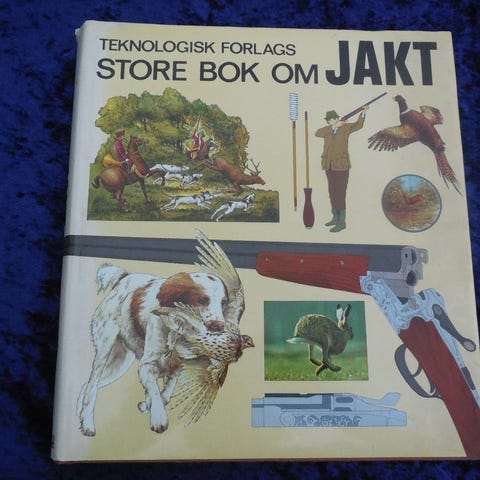 TEKNOLOGISK FORLAGS
STORE BOK OM JAKT